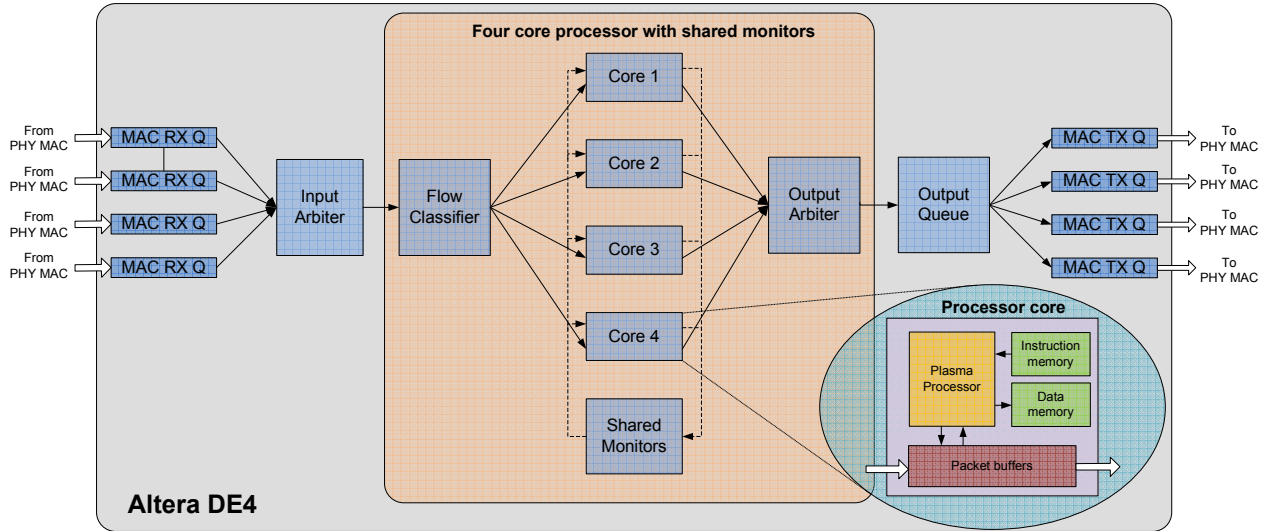 Four core processor with shared monitors
From
PHY MAC
From
PHY MAC
From
PHY MAC
From
PHY MAC
MAC RX Q
MAC RX Q
MAC RX Q
MAC RX Q
Input
Arbiter
Flow
Classifier
Core 1
Core 2
Core 3
Core 4
Shared
Monitors
Output
Arbiter
Output
Queue
MAC TX Q
MAC TX Q
MAC TX Q
MAC TX Q
To
PHY MAC
To
PHY MAC
To
PHY MAC
To
PHY MAC
Processor core
Plasma
Processor
Instruction
memory
Data
memory
Packet buffers
Altera DE4